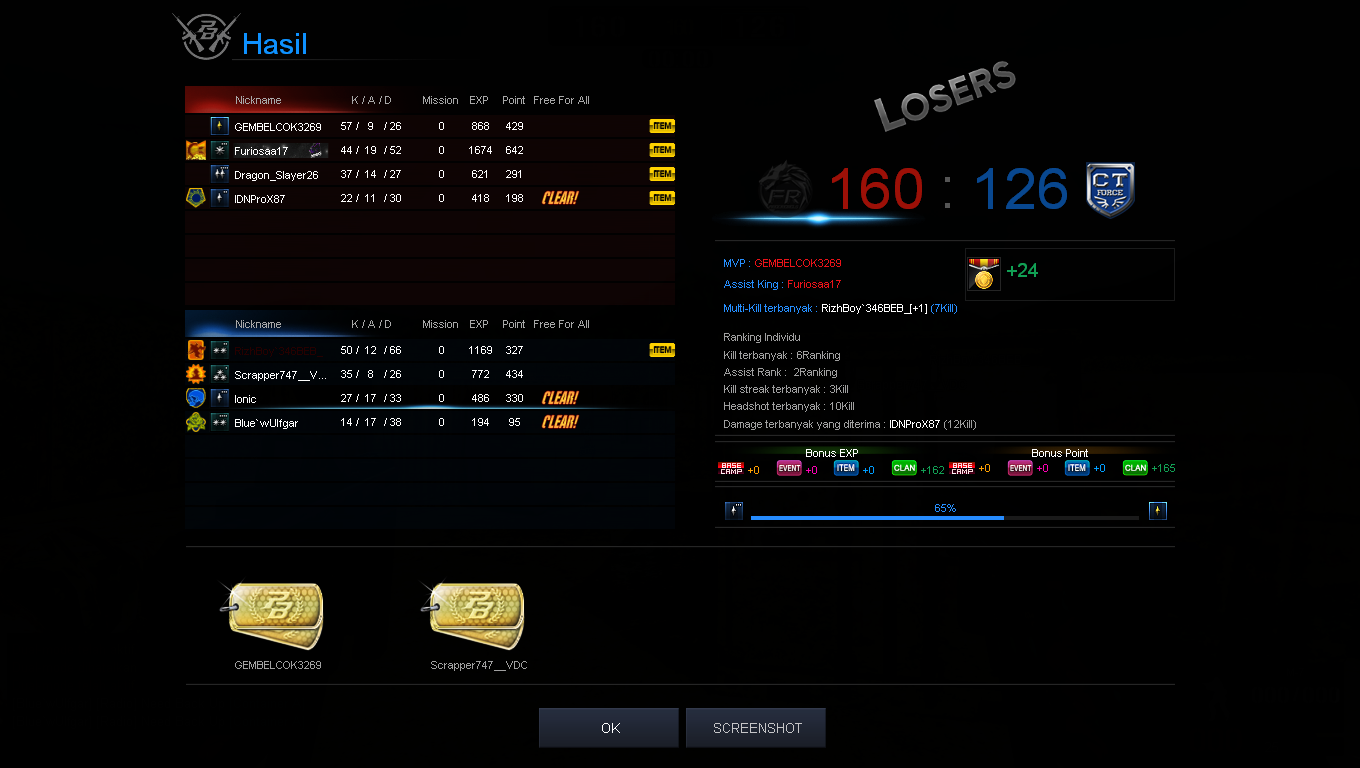 Hasil
LOSERS
Nickname K / A / D Mission EXP Point Free For All
GEMBELCOK3269 57 / 9 / 26 0 868 429 ITEM
Furiosaa17 44 / 19 / 52 0 1674 642 ITEM
Dragon_Slayer26 37 / 14 / 27 0 621 291 ITEM
IDNProX87 22 / 11 / 30 0 418 198 CLEAR! ITEM
Nickname K / A / D Mission EXP Point Free For All
50 / 12 / 66 0 1169 327 ITEM
Scrapper747__V... 35 / 8 / 26 0 772 434
Ionic 27 / 17 / 33 0 486 330 CLEAR!
Blue`wUlfgar 14 / 17 / 38 0 194 95 CLEAR!
FR 160 : 126 CT FORCE
MVP : GEMBELCOK3269
Assist King : Furiosaa17
Multi-Kill terbanyak : RizhBoy`346BEB_[+1] (7Kill)
+24
Ranking Individu
Kill terbanyak : 6Ranking
Assist Rank : 2Ranking
Kill streak terbanyak : 3Kill
Headshot terbanyak : 10Kill
Damage terbanyak yang diterima : IDNProX87 (12Kill)
Bonus EXP Bonus Point
BASE CAMP +0 EVENT +0 ITEM +0 CLAN +162 BASE CAMP +0 EVENT +0 ITEM +0 CLAN +165
65%
PB PB
GEMBELCOK3269 Scrapper747__VDC
OK SCREENSHOT